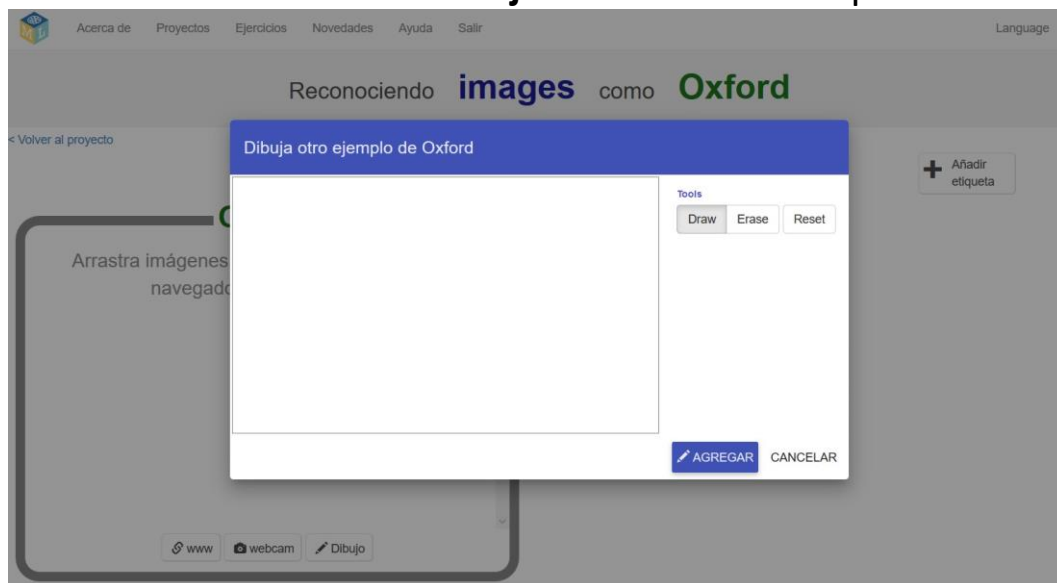 Acerca de Proyectos Ejercicios Novedades Ayuda Salir Language
Reconociendo images como Oxford
< Volver al proyecto
Dibuja otro ejemplo de Oxford
Añadir
etiqueta
Tools
Draw Erase Reset
Arrastra imágenes
AGREGAR CANCELAR
www webcam Dibujo